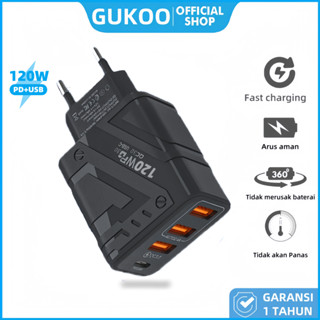 GUKOO OFFICIAL SHOP
120W
PD+USB
120W
Fast charging
Arus aman
360°
Tidak merusak baterai
Tidak akan Panas
GARANSI
1 TAHUN